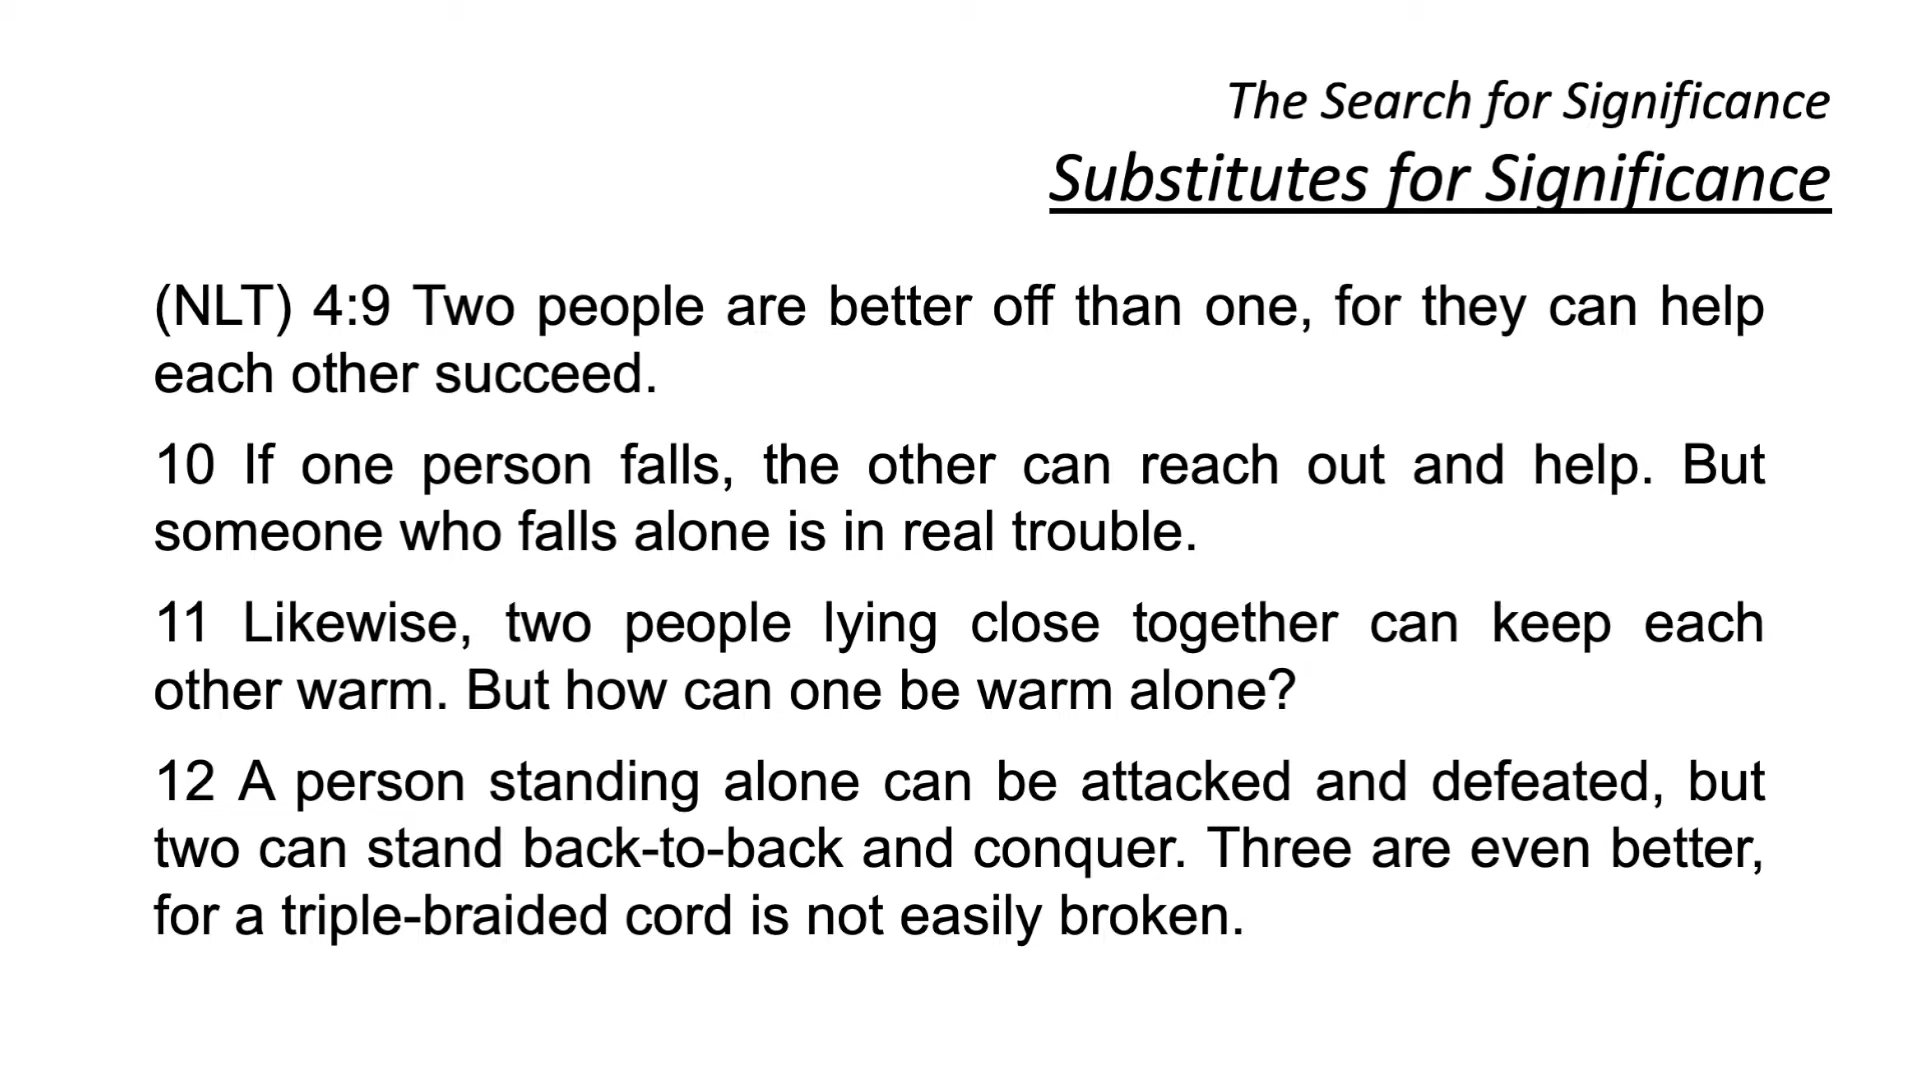 The Search for Significance
Substitutes for Significance
(NLT) 4:9 Two people are better off than one, for they can help
each other succeed.
10 If one person falls, the other can reach out and help. But
someone who falls alone is in real trouble.
11 Likewise, two people lying close together can keep each
other warm. But how can one be warm alone?
12 A person standing alone can be attacked and defeated, but
two can stand back-to-back and conquer. Three are even better,
for a triple-braided cord is not easily broken.